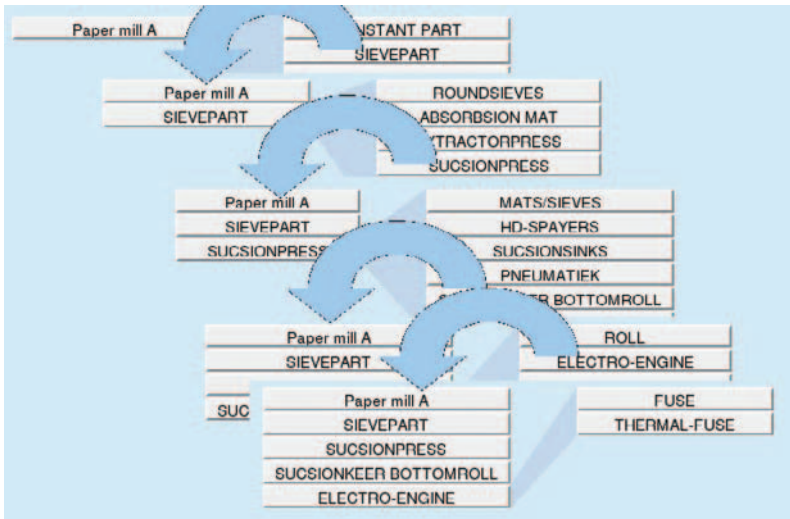 Paper mill A
STANT PART
SIEVEPART
Paper mill A
SIEVEPART
ROUNDSIEVES
ABSORBSION MAT
TRACTORPRESS
SUCSIONPRESS
Paper mill A
SIEVEPART
SUCSIONPRESS
MATS/SIEVES
HD-SPAYERS
SUCSIONSINKS
PNEUMATIEK
BOTTOMROLL
Paper mill A
SIEVEPART
SUC
ROLL
ELECTRO-ENGINE
Paper mill A
SIEVEPART
SUCSIONPRESS
SUCSIONKEER BOTTOMROLL
ELECTRO-ENGINE
FUSE
THERMAL-FUSE